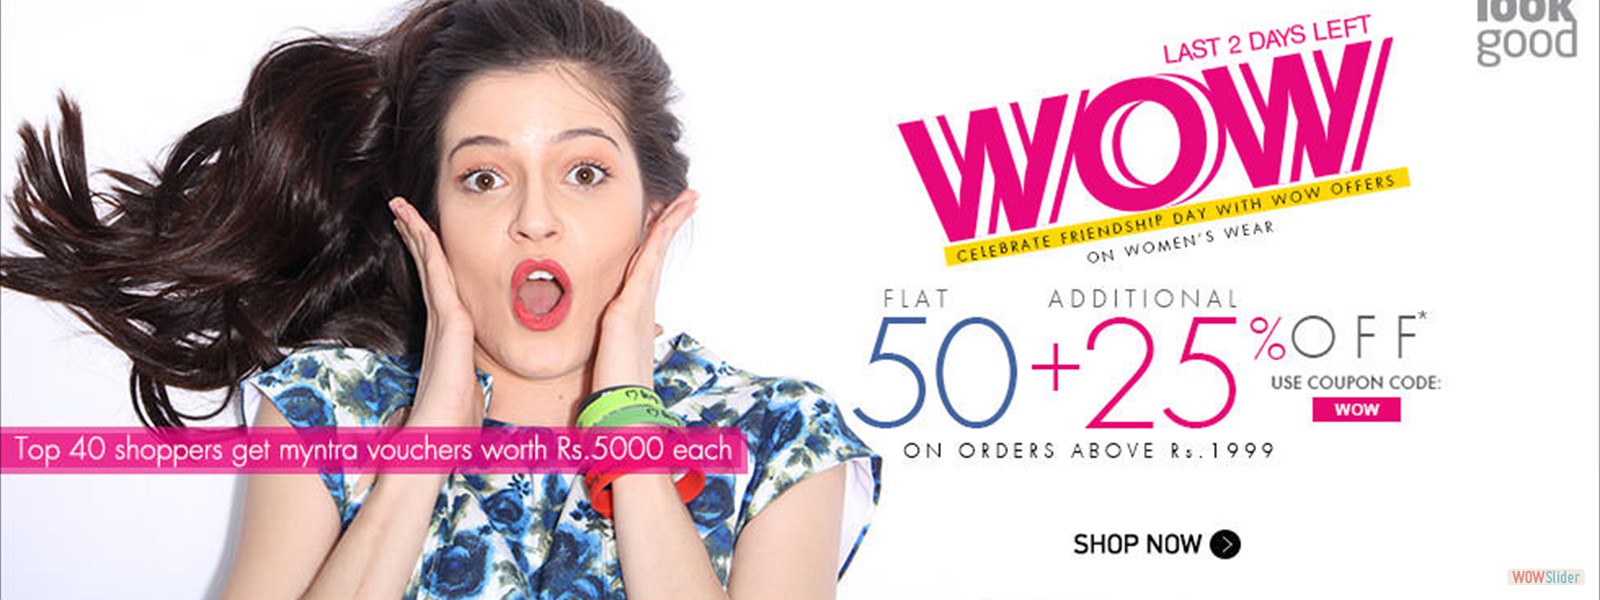 look
good
LAST 2 DAYS LEFT
WOW
CELEBRATE FRIENDSHIP DAY WITH WOW OFFERS
ON WOMEN'S WEAR
FLAT ADDITIONAL
50+25%OFF*
USE COUPON CODE:
WOW
ON ORDERS ABOVE Rs.1999
Top 40 shoppers get myntra vouchers worth Rs.5000 each
SHOP NOW
WOWSlider